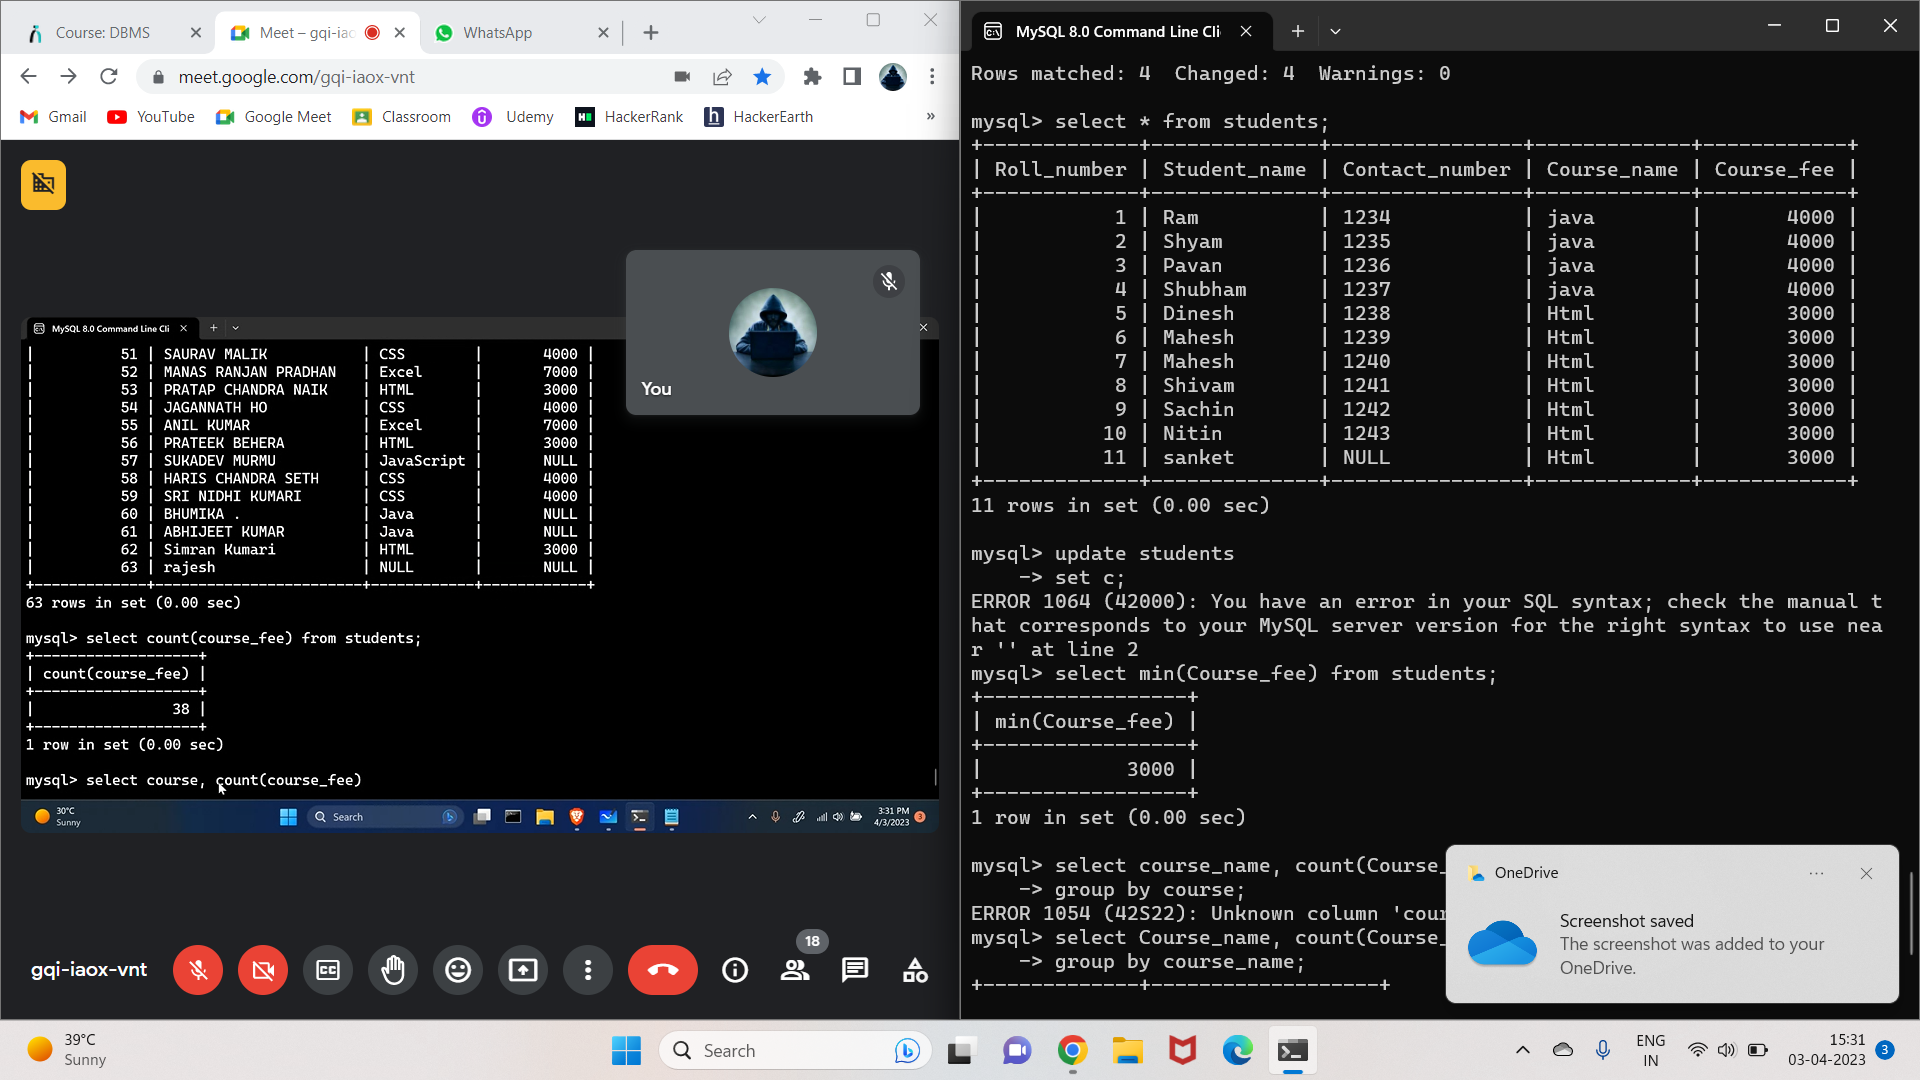 Course: DBMS
Meet – gqi-iao
WhatsApp
meet.google.com/gqi-iaox-vnt
Gmail
YouTube
Google Meet
Classroom
Udemy
HackerRank
HackerEarth
»
MySQL 8.0 Command Line Cli
| 51 | SAURAV MALIK | CSS | 4000 |
| 52 | MANAS RANJAN PRADHAN | Excel | 7000 |
| 53 | PRATAP CHANDRA NAIK | HTML | 3000 |
| 54 | JAGANNATH HO | CSS | 4000 |
| 55 | ANIL KUMAR | Excel | 7000 |
| 56 | PRATEEK BEHERA | HTML | 3000 |
| 57 | SUKADEV MURMU | JavaScript | NULL |
| 58 | HARIS CHANDRA SETH | CSS | 4000 |
| 59 | SRI NIDHI KUMARI | CSS | 4000 |
| 60 | BHUMIKA . | Java | NULL |
| 61 | ABHIJEET KUMAR | Java | NULL |
| 62 | Simran Kumari | HTML | 3000 |
| 63 | rajesh | NULL | NULL |
+-------------+------------------------+------------+------------+
63 rows in set (0.00 sec)
mysql> select count(course_fee) from students;
+-------------------+
| count(course_fee) |
+-------------------+
| 38 |
+-------------------+
1 row in set (0.00 sec)
mysql> select course, count(course_fee)
You
30°C
Sunny
Search
3:31 PM
4/3/2023
3
gqi-iaox-vnt
18
MySQL 8.0 Command Line Cli
Rows matched: 4  Changed: 4  Warnings: 0
mysql> select * from students;
+-------------+--------------+----------------+-------------+------------+
| Roll_number | Student_name | Contact_number | Course_name | Course_fee |
+-------------+--------------+----------------+-------------+------------+
| 1 | Ram | 1234 | java | 4000 |
| 2 | Shyam | 1235 | java | 4000 |
| 3 | Pavan | 1236 | java | 4000 |
| 4 | Shubham | 1237 | java | 4000 |
| 5 | Dinesh | 1238 | Html | 3000 |
| 6 | Mahesh | 1239 | Html | 3000 |
| 7 | Mahesh | 1240 | Html | 3000 |
| 8 | Shivam | 1241 | Html | 3000 |
| 9 | Sachin | 1242 | Html | 3000 |
| 10 | Nitin | 1243 | Html | 3000 |
| 11 | sanket | NULL | Html | 3000 |
+-------------+--------------+----------------+-------------+------------+
11 rows in set (0.00 sec)
mysql> update students
-> set c;
ERROR 1064 (42000): You have an error in your SQL syntax; check the manual t
hat corresponds to your MySQL server version for the right syntax to use nea
r '' at line 2
mysql> select min(Course_fee) from students;
+-----------------+
| min(Course_fee) |
+-----------------+
| 3000 |
+-----------------+
1 row in set (0.00 sec)
mysql> select course_name, count(Course_
-> group by course;
ERROR 1054 (42S22): Unknown column 'cour
mysql> select Course_name, count(Course_
-> group by course_name;
+-------------+-------------------+
OneDrive
Screenshot saved
The screenshot was added to your
OneDrive.
39°C
Sunny
Search
ENG
IN
15:31
03-04-2023
3